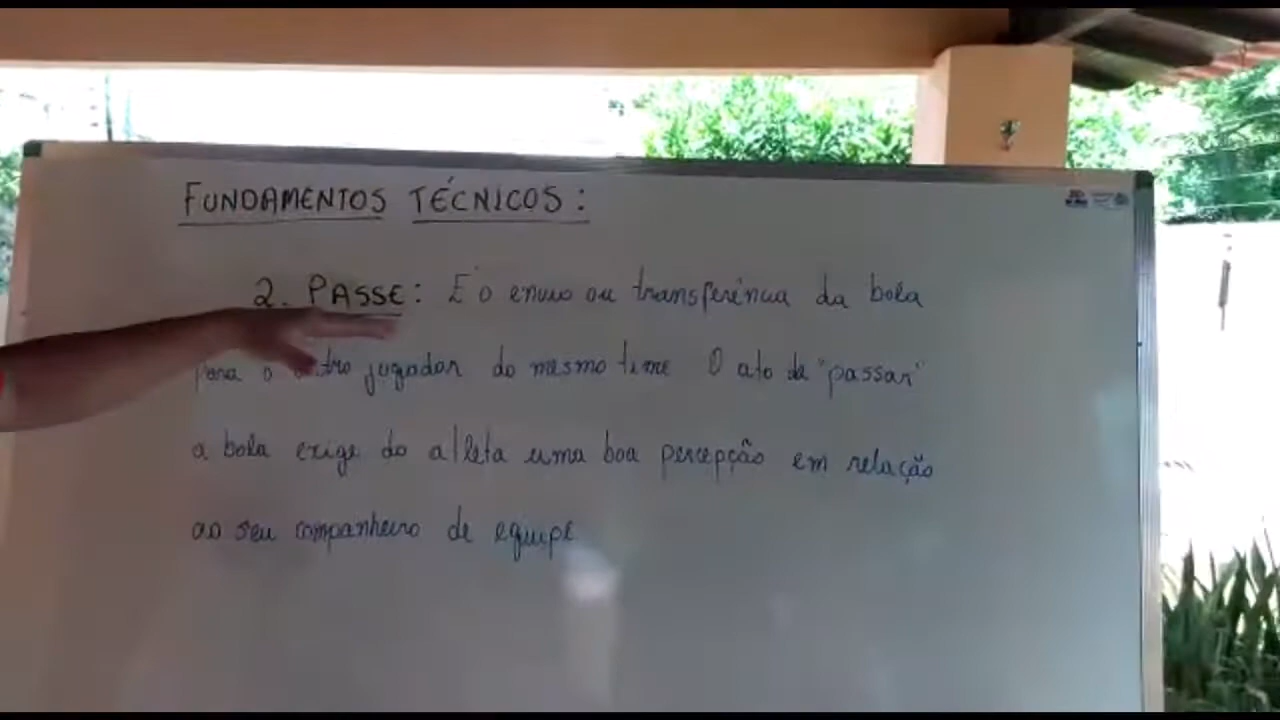 FUNDAMENTOS TÉCNICOS:
2. PASSE: É o envio ou transferência da bola
para o outro jogador do mesmo time O ato de "passar"
a bola exige do atleta uma boa percepção em relação
ao seu companheiro de equipe